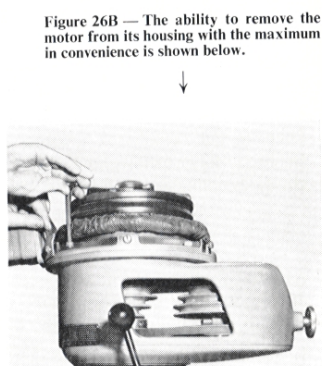 Figure 26B — The ability to remove the
motor from its housing with the maximum
in convenience is shown below.